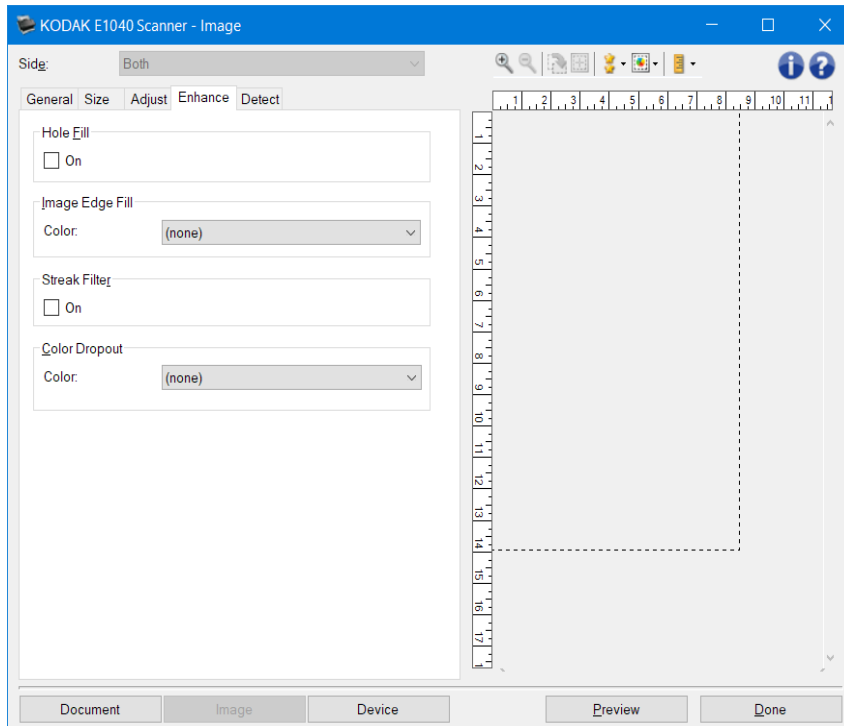 KODAK E1040 Scanner - Image
Side: Both
General Size Adjust Enhance Detect
Hole Fill
On
Image Edge Fill
Color: (none)
Streak Filter
On
Color Dropout
Color: (none)
1 2 3 4 5 6 7 8 9 10 11 1
1
2
3
4
5
6
7
8
9
10
11
12
13
14
15
16
17
1
Document Image Device Preview Done